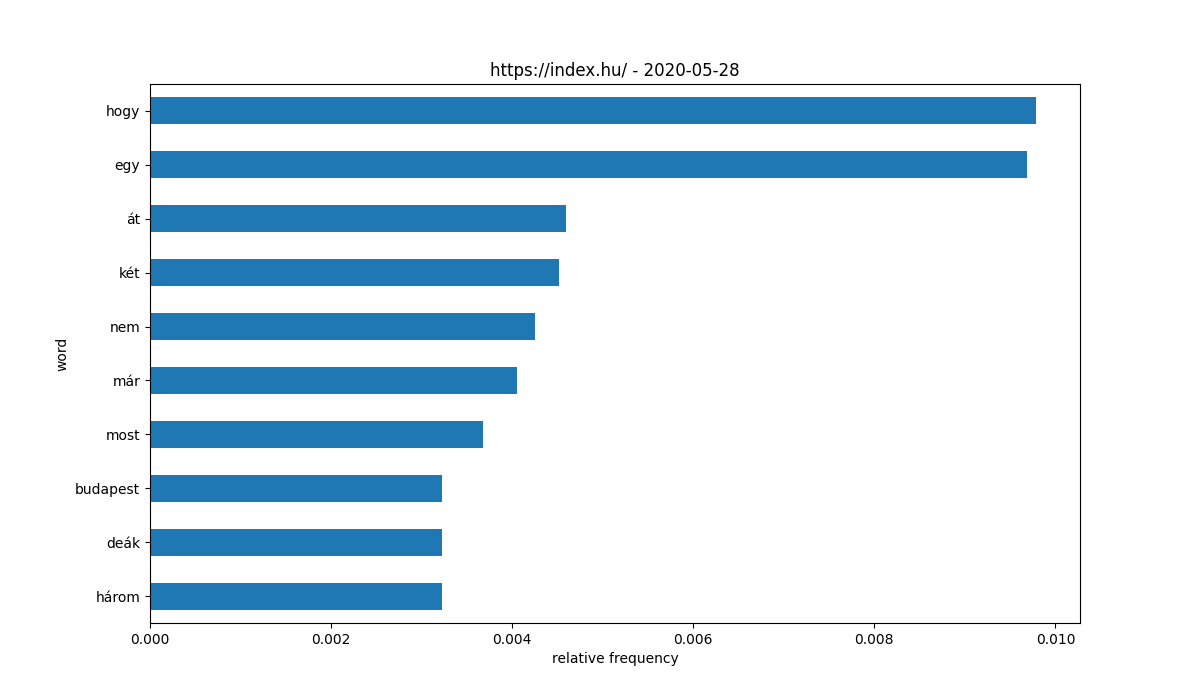 https://index.hu/ - 2020-05-28
hogy
egy
át
két
nem
már
most
budapest
deák
három
word
0.000 0.002 0.004 0.006 0.008 0.010
relative frequency